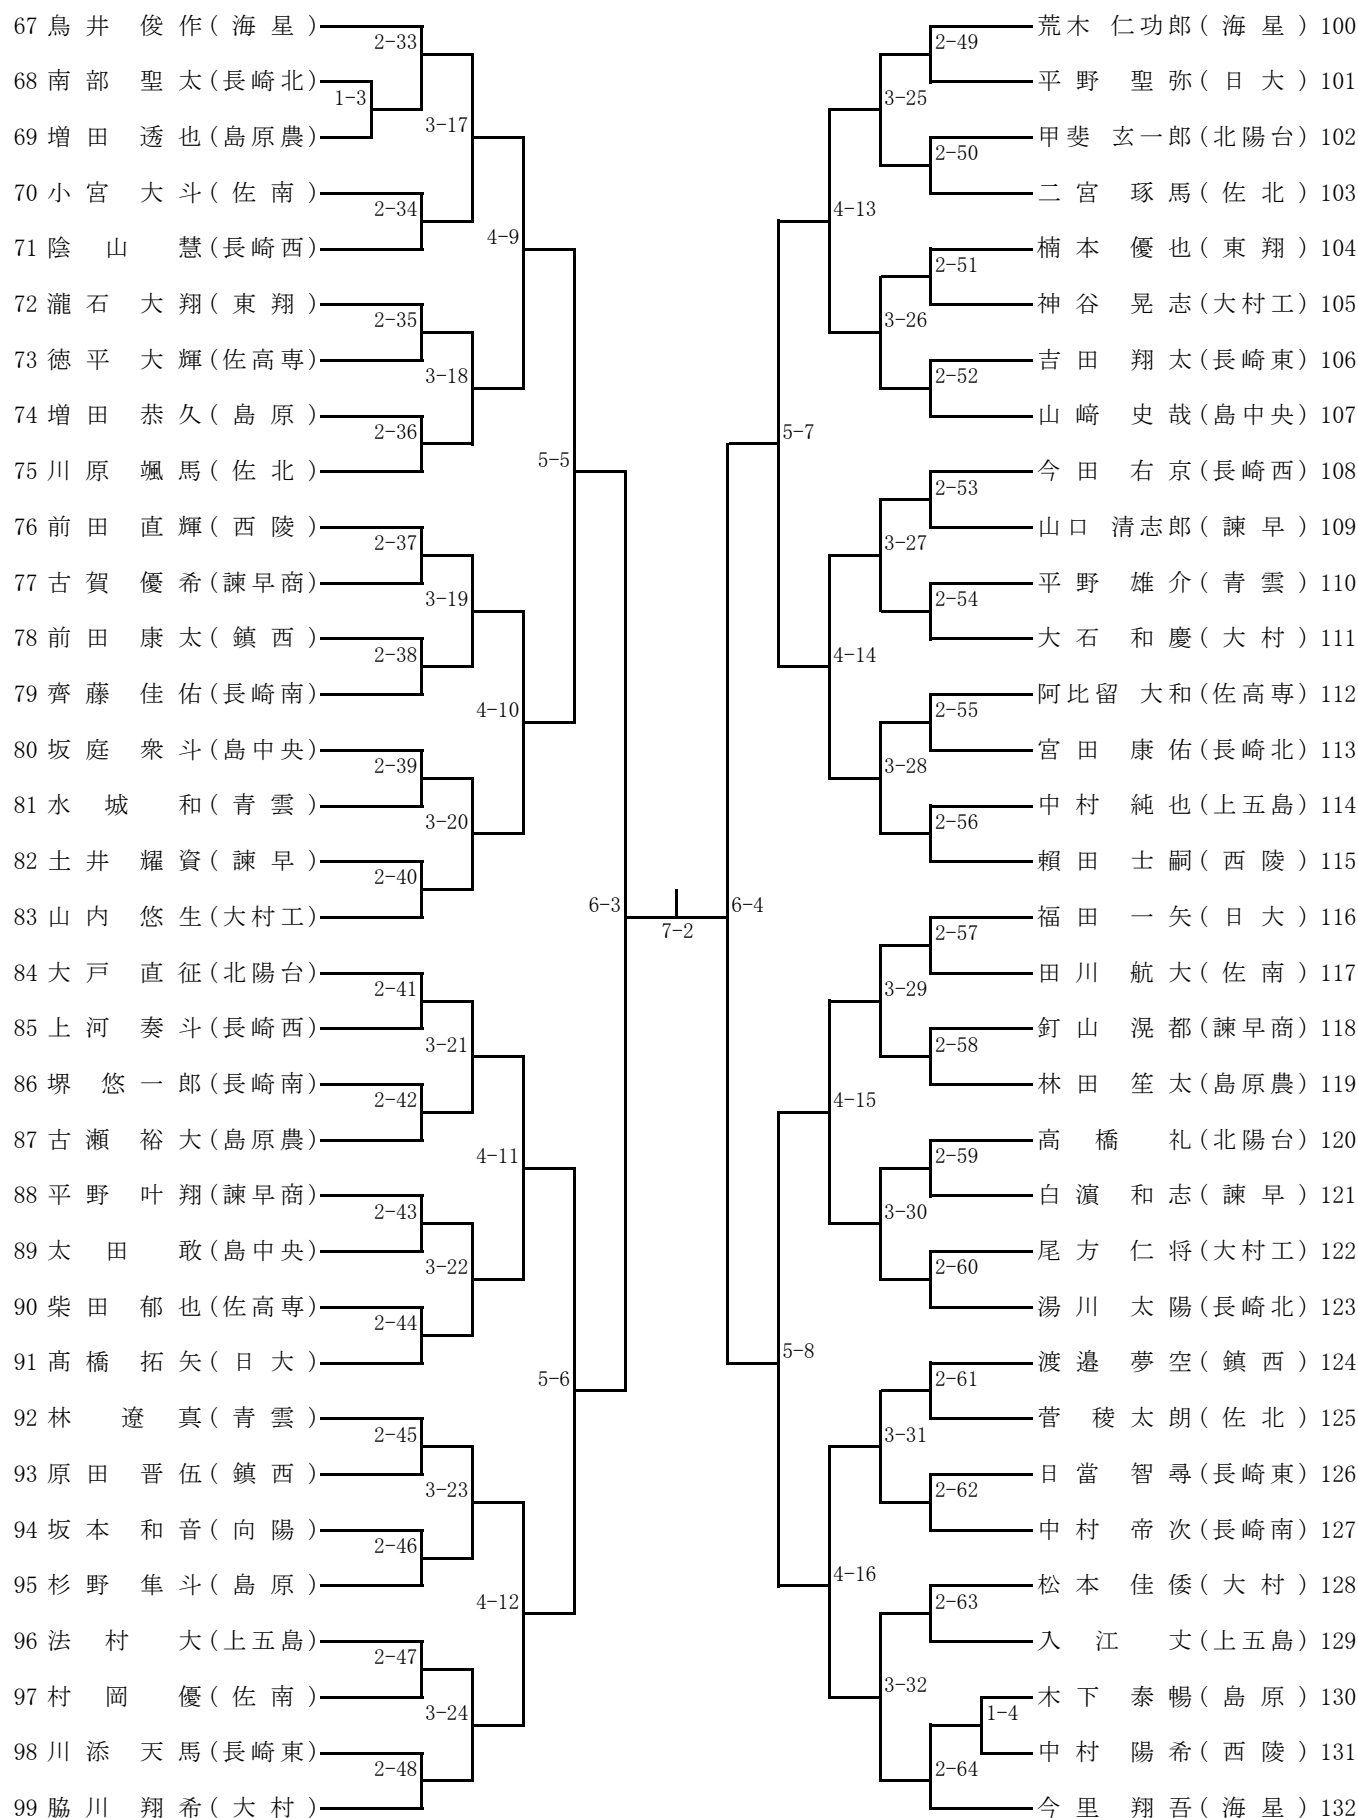 67 鳥井 俊作(海星)
2-33
68 南部 聖太(長崎北)
1-3
69 増田 透也(島原農)
3-17
70 小宮 大斗(佐南)
2-34
71 陰山 慧(長崎西)
4-9
72 瀧石 大翔(東翔)
2-35
73 徳平 大輝(佐高専)
3-18
74 増田 恭久(島原)
2-36
75 川原 颯馬(佐北)
5-5
76 前田 直輝(西陵)
2-37
77 古賀 優希(諫早商)
3-19
78 前田 康太(鎮西)
2-38
79 齊藤 佳佑(長崎南)
4-10
80 坂庭 衆斗(島中央)
2-39
81 水城 和(青雲)
3-20
82 土井 耀資(諫早)
2-40
83 山内 悠生(大村工)
6-3
84 大戸 直征(北陽台)
2-41
85 上河 奏斗(長崎西)
3-21
86 堺 悠一郎(長崎南)
2-42
87 古瀬 裕大(島原農)
4-11
88 平野 叶翔(諫早商)
2-43
89 太田 敢(島中央)
3-22
90 柴田 郁也(佐高専)
2-44
91 髙橋 拓矢(日大)
5-6
92 林 遼真(青雲)
2-45
93 原田 晋伍(鎮西)
3-23
94 坂本 和音(向陽)
2-46
95 杉野 隼斗(島原)
4-12
96 法村 大(上五島)
2-47
97 村岡 優(佐南)
3-24
98 川添 天馬(長崎東)
2-48
99 脇川 翔希(大村)
7-2
荒木 仁功郎(海星) 100
2-49
平野 聖弥(日大) 101
3-25
甲斐 玄一郎(北陽台) 102
2-50
二宮 琢馬(佐北) 103
4-13
楠本 優也(東翔) 104
2-51
神谷 晃志(大村工) 105
3-26
吉田 翔太(長崎東) 106
2-52
山﨑 史哉(島中央) 107
5-7
今田 右京(長崎西) 108
2-53
山口 清志郎(諫早) 109
3-27
平野 雄介(青雲) 110
2-54
大石 和慶(大村) 111
4-14
阿比留 大和(佐高専) 112
2-55
宮田 康佑(長崎北) 113
3-28
中村 純也(上五島) 114
2-56
賴田 士嗣(西陵) 115
6-4
福田 一矢(日大) 116
2-57
田川 航大(佐南) 117
3-29
釘山 滉都(諫早商) 118
2-58
林田 笙太(島原農) 119
4-15
高橋 礼(北陽台) 120
2-59
白濵 和志(諫早) 121
3-30
尾方 仁将(大村工) 122
2-60
湯川 太陽(長崎北) 123
5-8
渡邉 夢空(鎮西) 124
2-61
菅 稜太朗(佐北) 125
3-31
日當 智尋(長崎東) 126
2-62
中村 帝次(長崎南) 127
4-16
松本 佳倭(大村) 128
2-63
入江 丈(上五島) 129
3-32
木下 泰暢(島原) 130
1-4
中村 陽希(西陵) 131
2-64
今里 翔吾(海星) 132